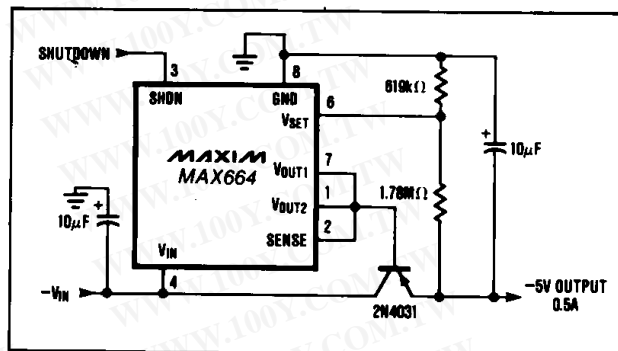 SHUTDOWN
3
8
SHDN
GND
619kΩ
6
VSET
MAXIM
MAX664
7
VOUT1
10μF
1
VOUT2
1.78MΩ
10μF
2
SENSE
VIN
-VIN
4
2N4031
-5V OUTPUT
0.5A
WWW.100Y.COM.TW